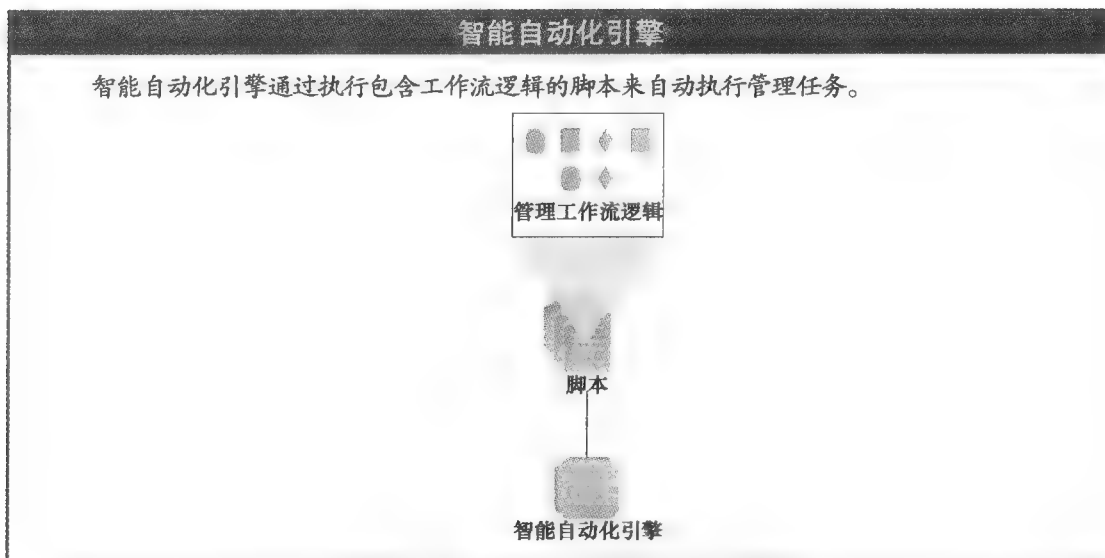 智能自动化引擎
智能自动化引擎通过执行包含工作流逻辑的脚本来自动执行管理任务。
管理工作流逻辑
脚本
智能自动化引擎